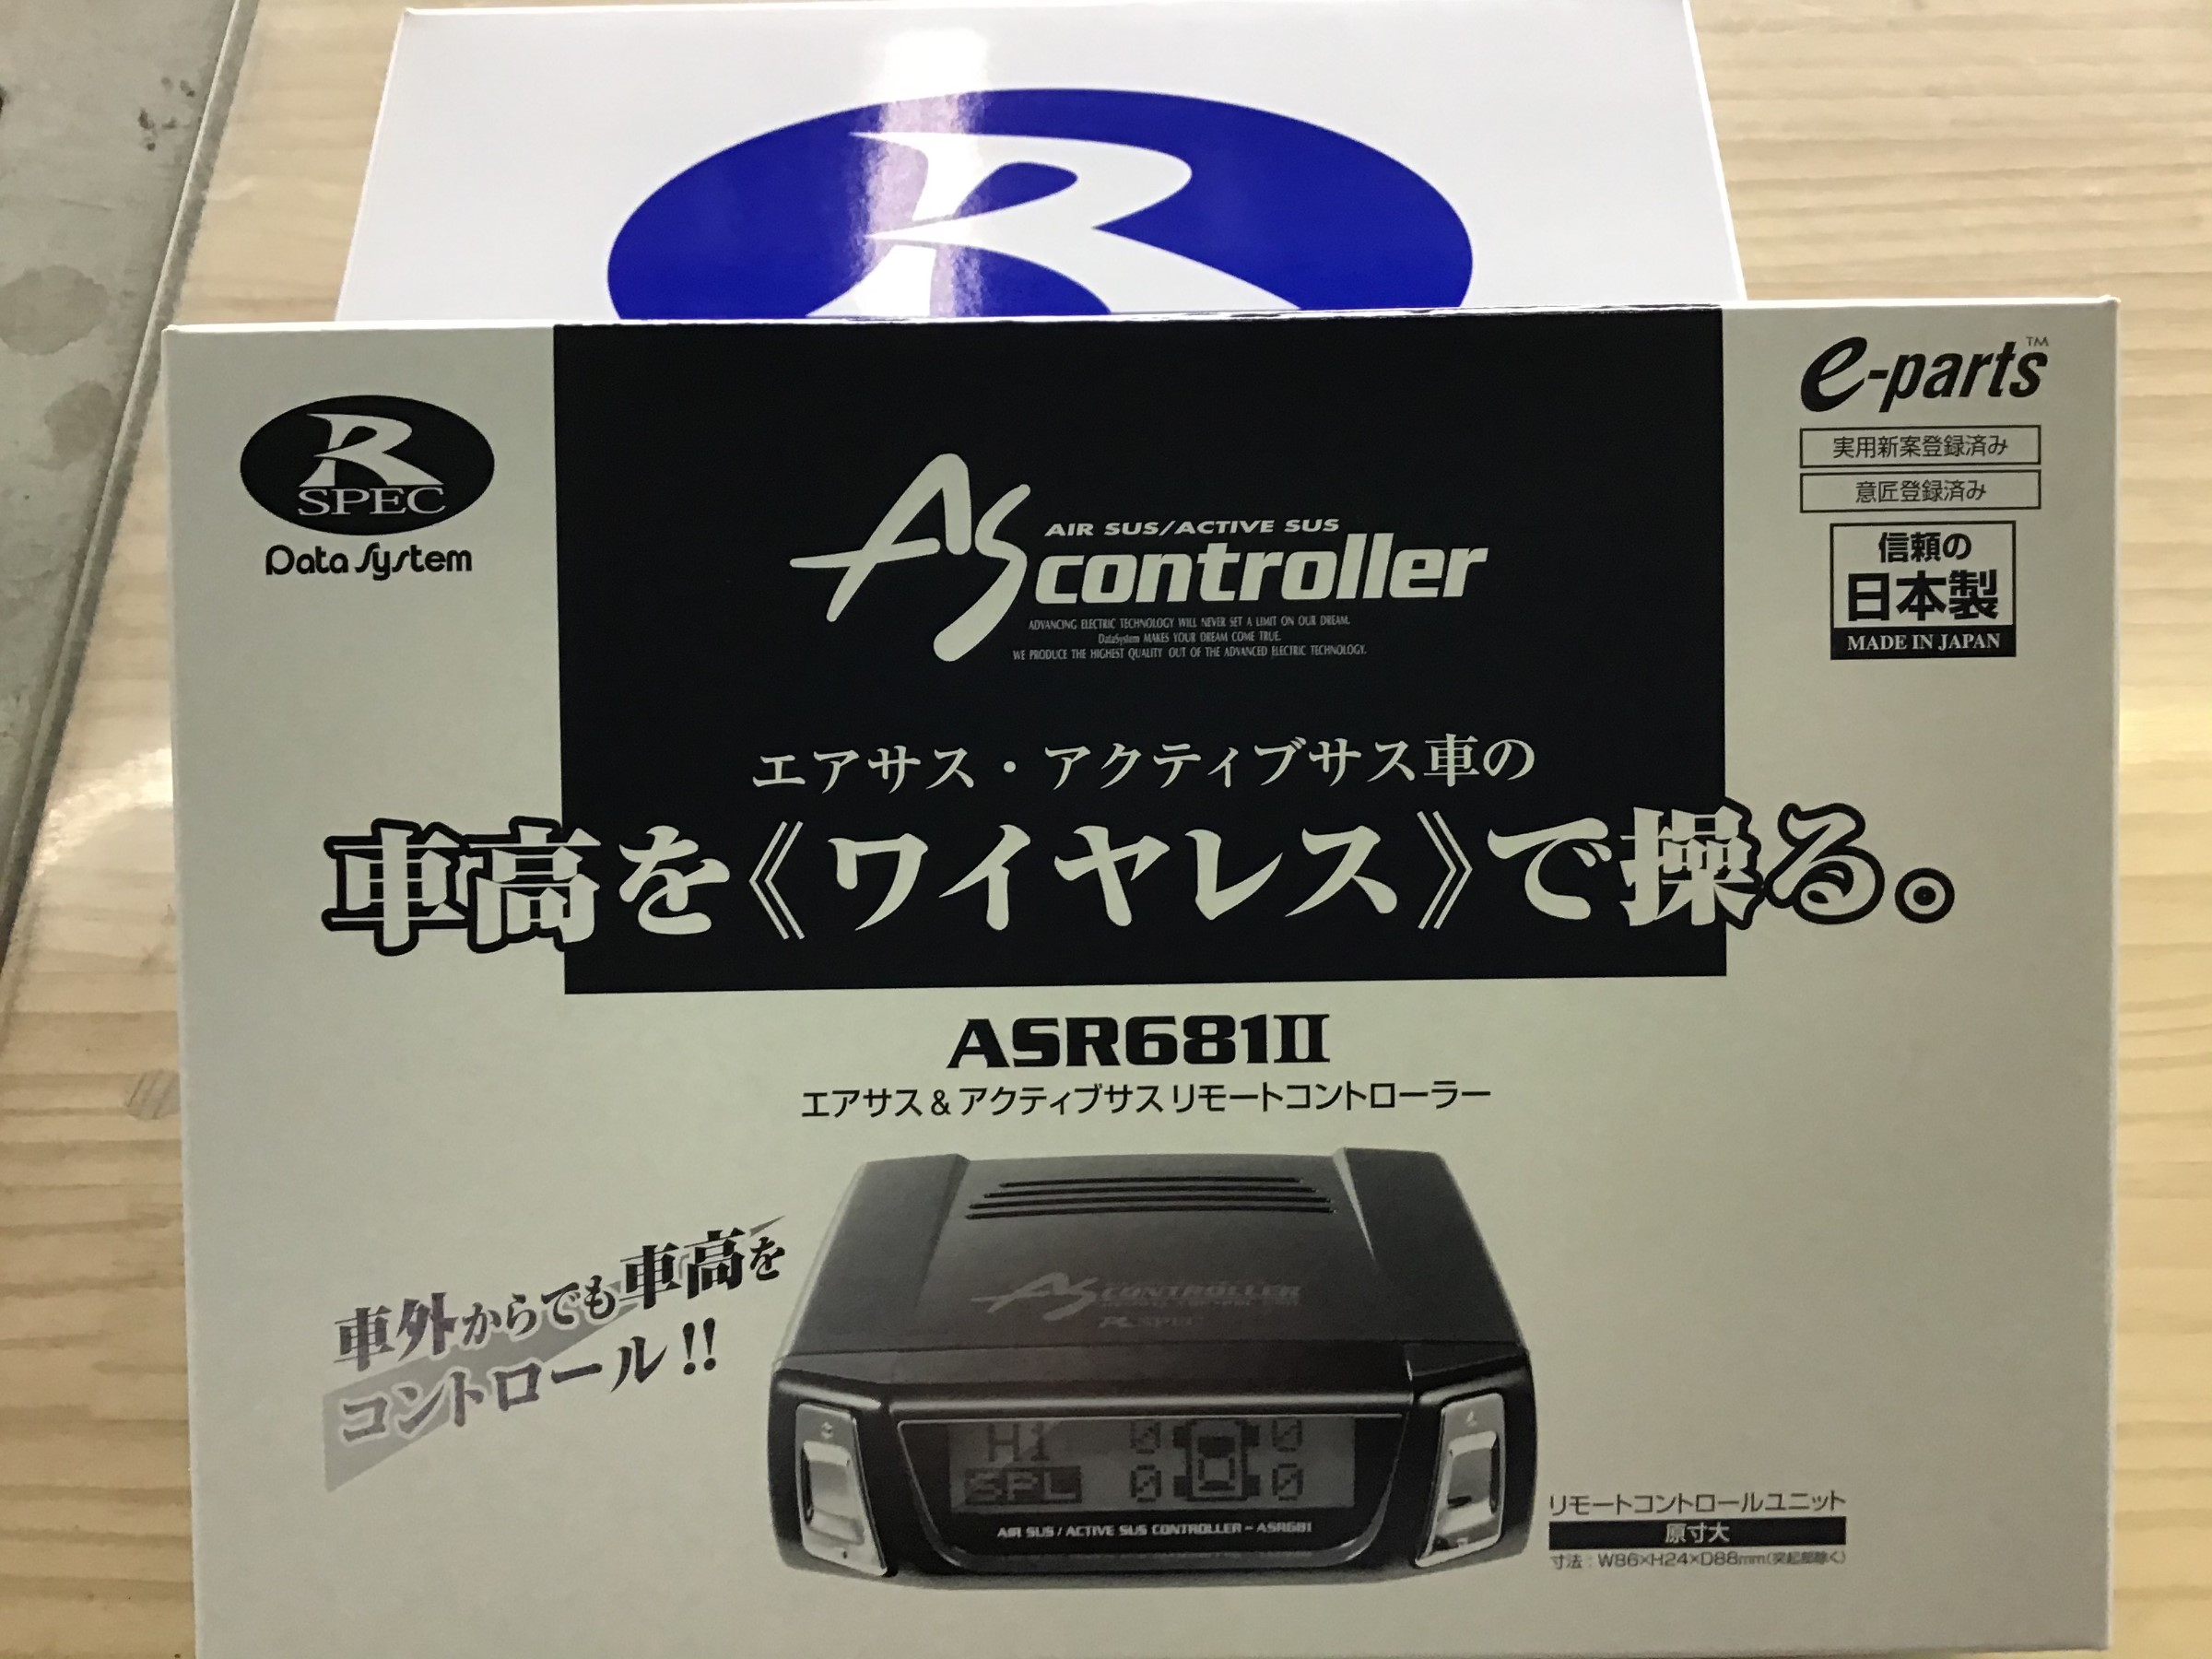 R
R
SPEC
Data System
e-parts™
実用新案登録済み
意匠登録済み
信頼の
日本製
MADE IN JAPAN
AS
AIR SUS/ACTIVE SUS
controller
ADVANCING ELECTRIC TECHNOLOGY WILL NEVER SET A LIMIT ON OUR DREAM.
DataSystem MAKES YOUR DREAM COME TRUE.
WE PRODUCE THE HIGHEST QUALITY OUT OF THE ADVANCED ELECTRIC TECHNOLOGY.
エアサス・アクティブサス車の
車高を《ワイヤレス》で操る。
ASR681II
エアサス&アクティブサスリモートコントローラー
車外からでも車高を
コントロール!!
AS CONTROLLER
R SPEC
Hi 0 0
SPL 0 0
AIR SUS / ACTIVE SUS CONTROLLER - ASR681
リモートコントロールユニット
原寸大
寸法:W86×H24×D88mm(突起部除く)